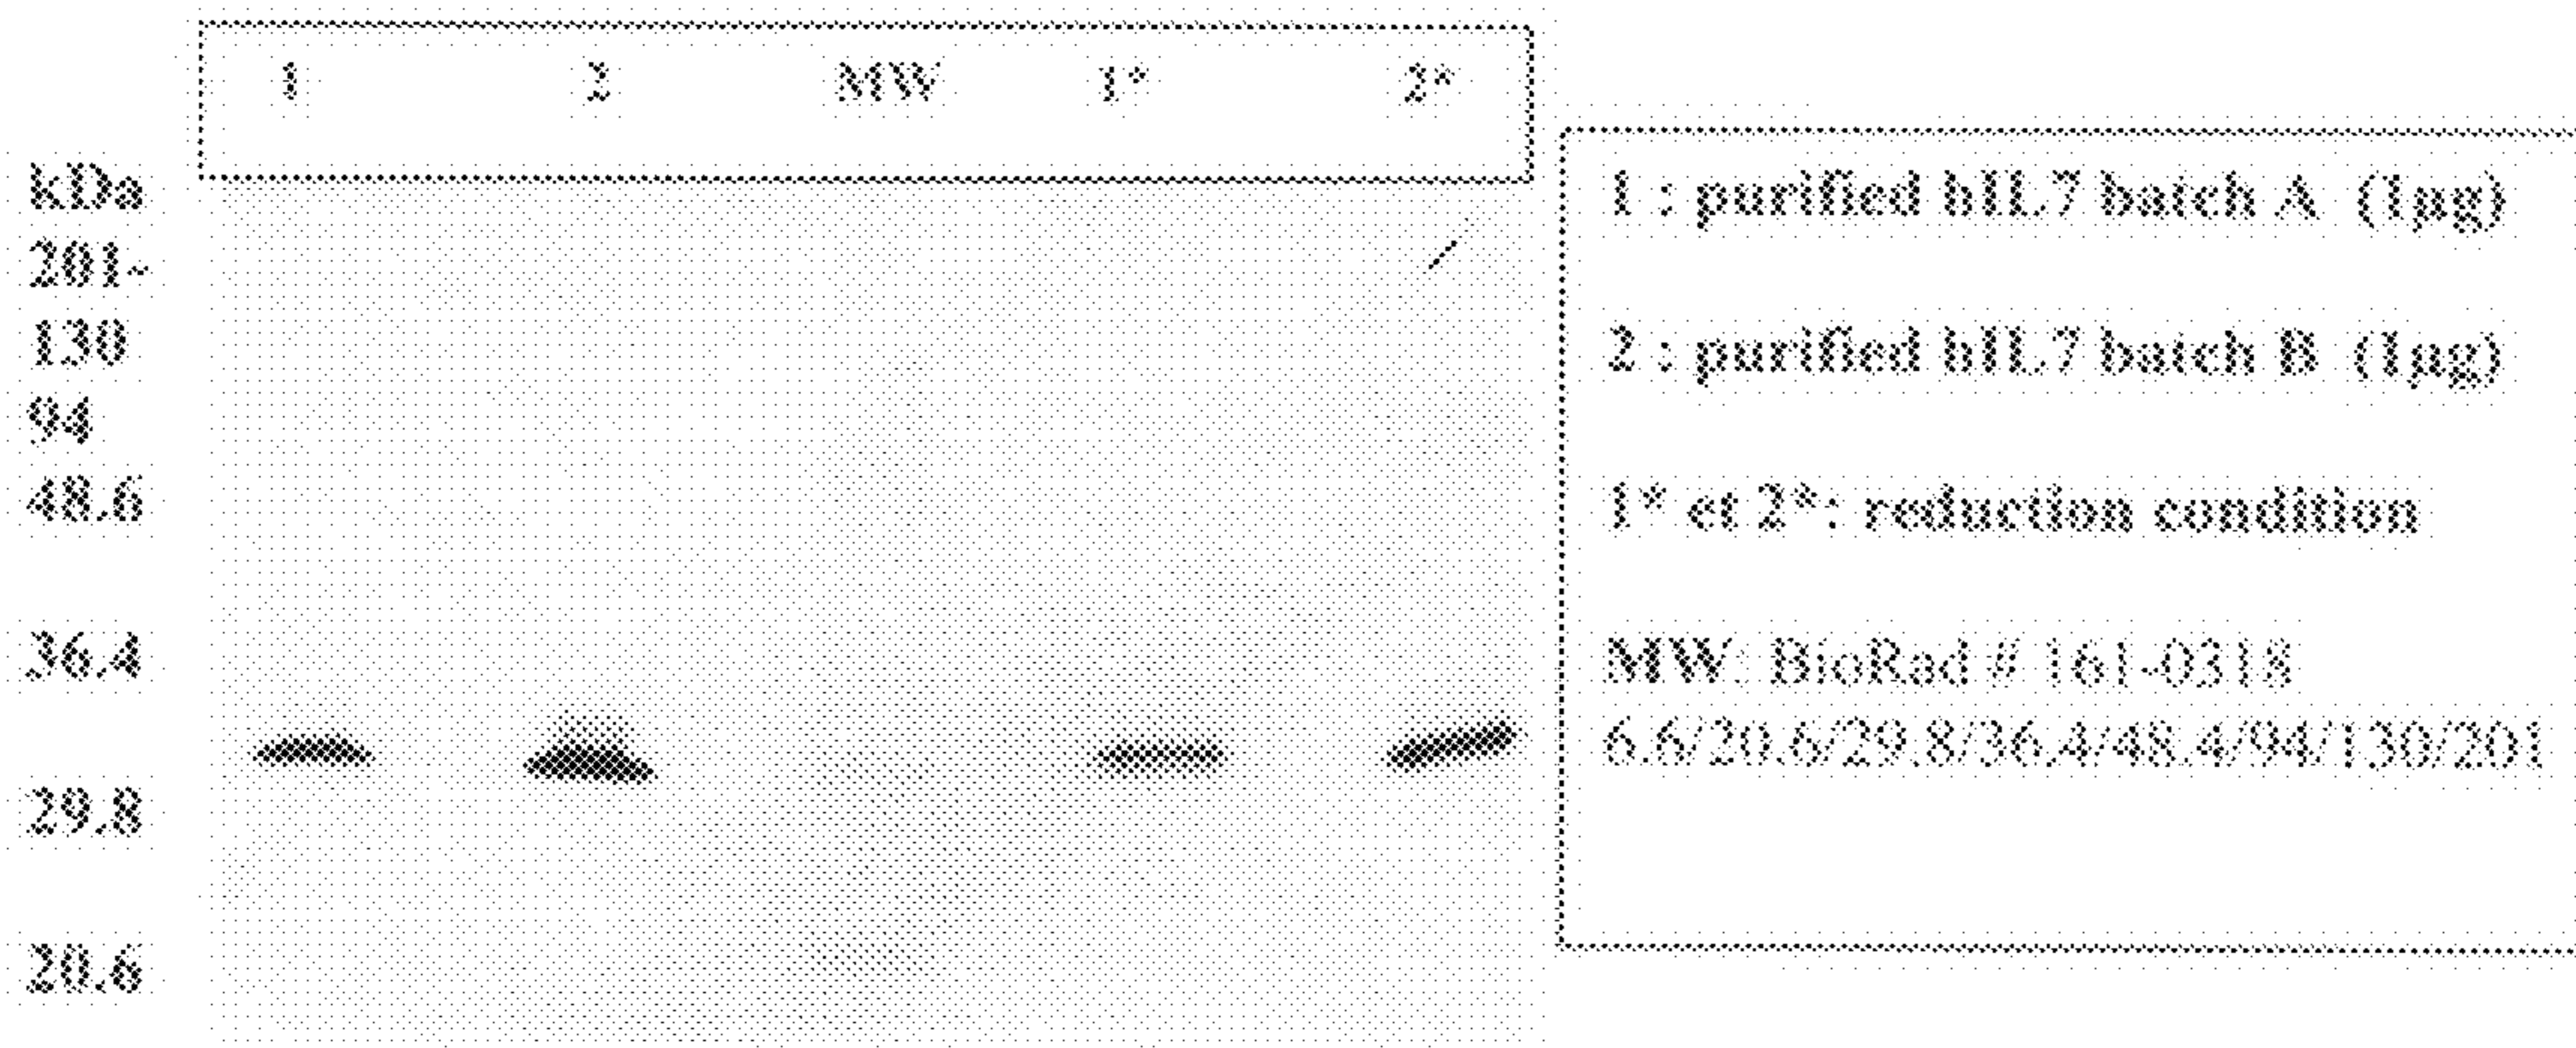 1 2 MW 1* 2*
kDa
201-
130
94
48.6
36.4
29.8
20.6
1 : purified hIL7 batch A (1µg)
2 : purified hIL7 batch B (1µg)
1* et 2*: reduction condition
MW: BioRad # 161-0318
6.6/20.6/29.8/36.4/48.4/94/130/201